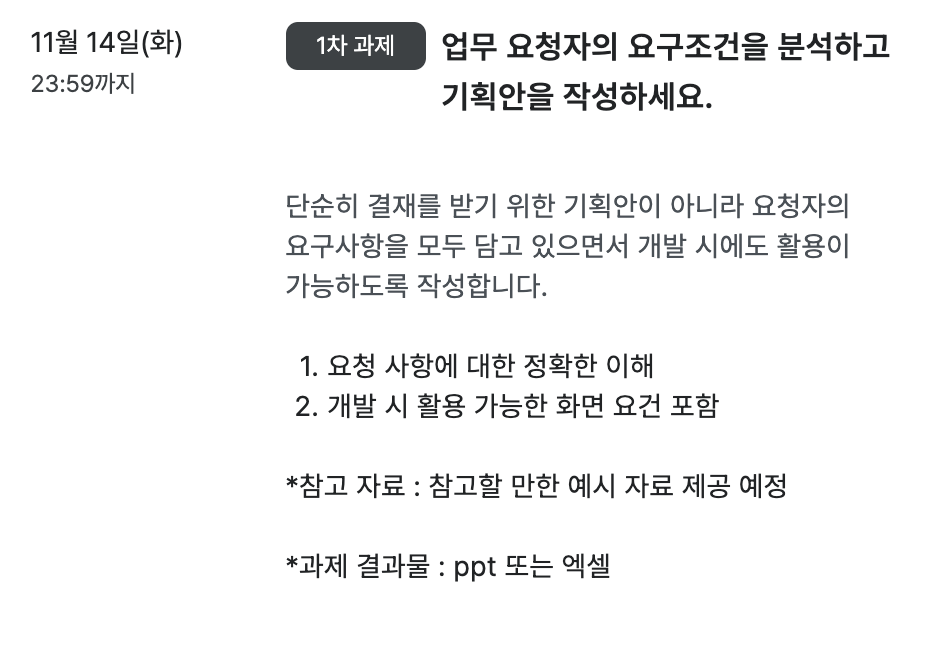 11월 14일(화)
23:59까지
1차 과제
업무 요청자의 요구조건을 분석하고
기획안을 작성하세요.
단순히 결재를 받기 위한 기획안이 아니라 요청자의
요구사항을 모두 담고 있으면서 개발 시에도 활용이
가능하도록 작성합니다.
1. 요청 사항에 대한 정확한 이해
2. 개발 시 활용 가능한 화면 요건 포함
*참고 자료 : 참고할 만한 예시 자료 제공 예정
*과제 결과물 : ppt 또는 엑셀